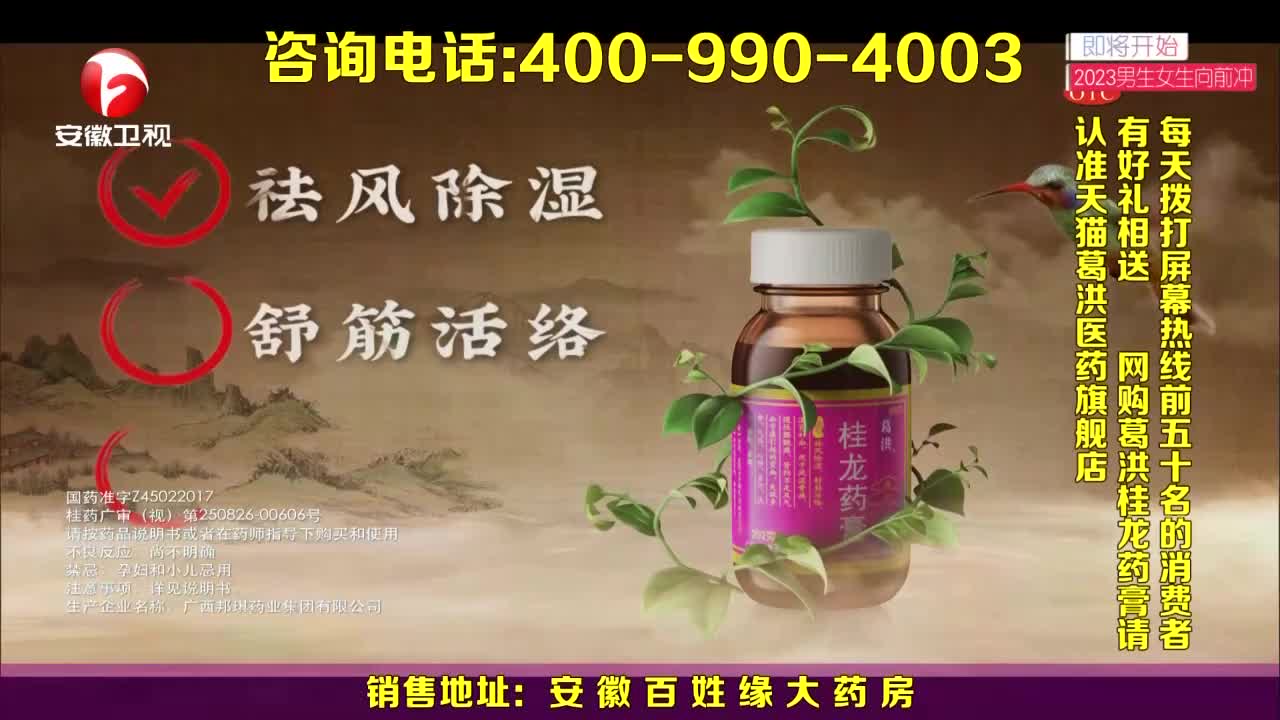 咨询电话:400-990-4003
即将开始
2023男生女生向前冲
OTC
安徽卫视
祛风除湿
舒筋活络
每天拨打屏幕热线前五十名的消费者
有好礼相送 网购葛洪桂龙药膏请
认准天猫葛洪医药旗舰店
葛洪
桂龙药膏
国药准字Z45022017
桂药广审（视）第250826-00606号
请按药品说明书或者在药师指导下购买和使用
不良反应：尚不明确
禁忌：孕妇和小儿忌用
注意事项：详见说明书
生产企业名称：广西邦琪药业集团有限公司
销售地址：安徽百姓缘大药房